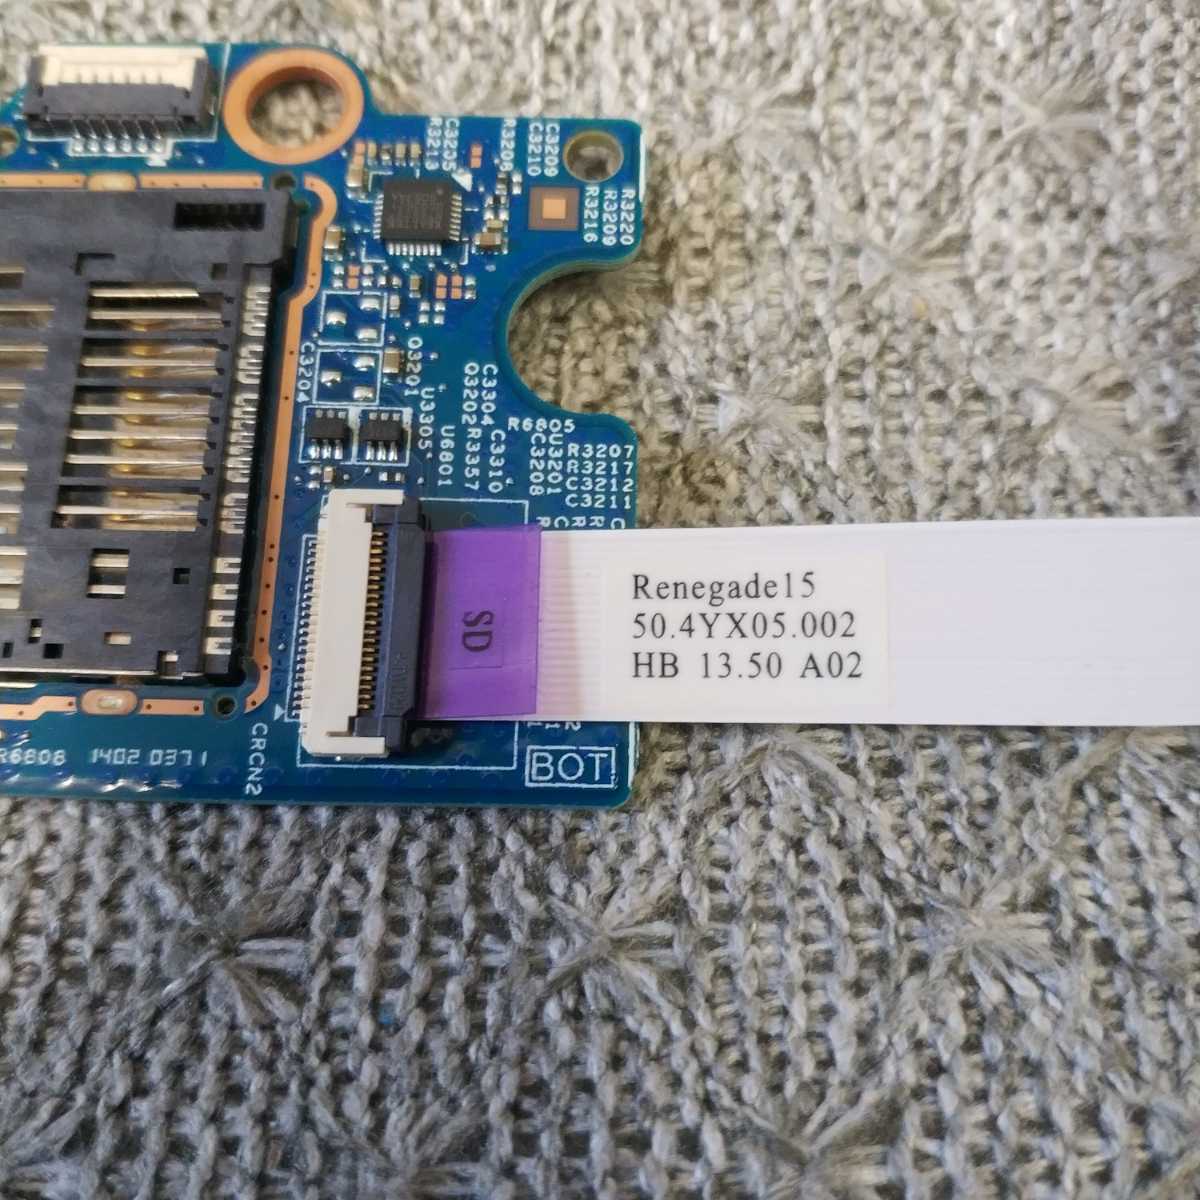 C3205
R3213
R3208
C3209
C3210
R3220
R3209
R3216
C3204
Q3201
U3305
U6801
C3304
Q3202
R3357
C3310
R6805
U3201
C3208
R3207
R3217
C3212
C3211
SD
Renegade15
50.4YX05.002
HB 13.50 A02
BOT
CRCN2
R6808 1402 0371